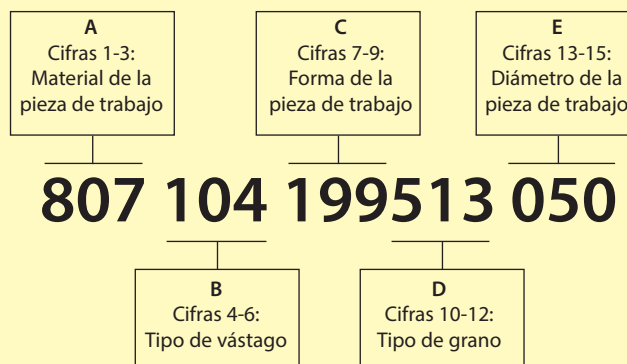 A
Cifras 1-3:
Material de la
pieza de trabajo
C
Cifras 7-9:
Forma de la
pieza de trabajo
E
Cifras 13-15:
Diámetro de la
pieza de trabajo
807 104 199513 050
B
Cifras 4-6:
Tipo de vástago
D
Cifras 10-12:
Tipo de grano